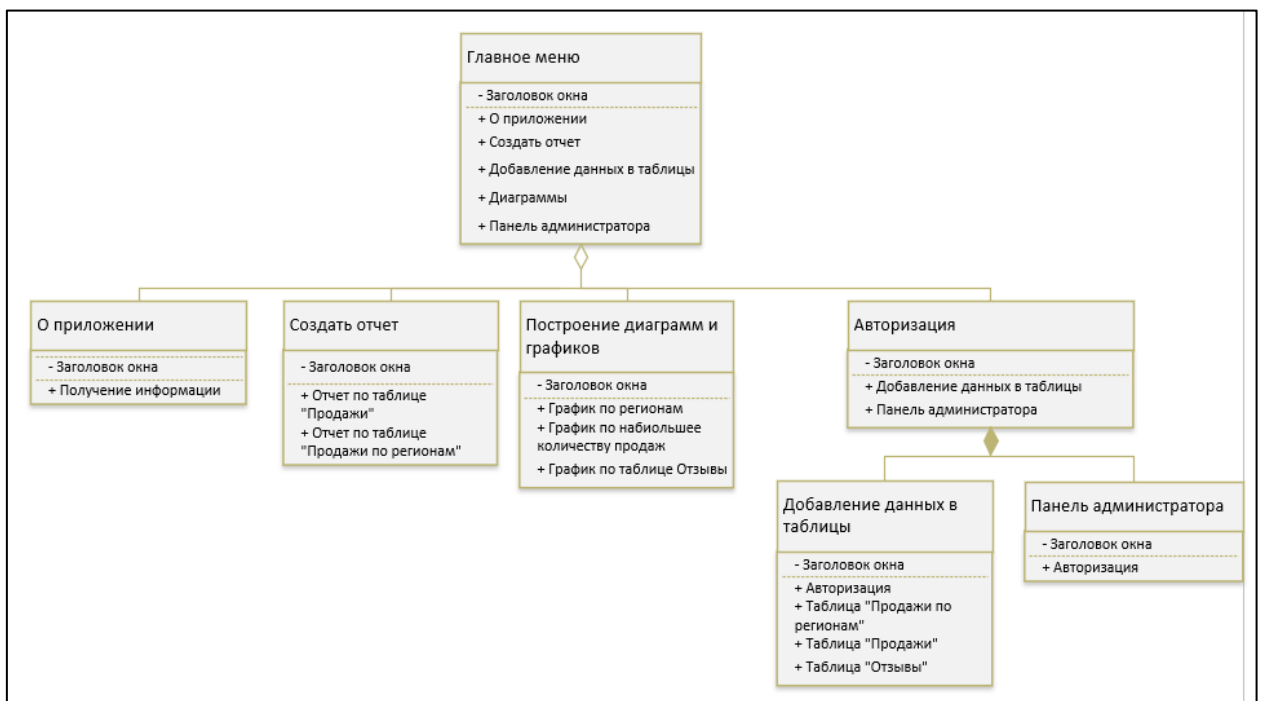 Главное меню
- Заголовок окна
+ О приложении
+ Создать отчет
+ Добавление данных в таблицы
+ Диаграммы
+ Панель администратора
О приложении
- Заголовок окна
+ Получение информации
Создать отчет
- Заголовок окна
+ Отчет по таблице
"Продажи"
+ Отчет по таблице
"Продажи по регионам"
Построение диаграмм и
графиков
- Заголовок окна
+ График по регионам
+ График по набиольшее
количеству продаж
+ График по таблице Отзывы
Авторизация
- Заголовок окна
+ Добавление данных в таблицы
+ Панель администратора
Добавление данных в
таблицы
- Заголовок окна
+ Авторизация
+ Таблица "Продажи по
регионам"
+ Таблица "Продажи"
+ Таблица "Отзывы"
Панель администратора
- Заголовок окна
+ Авторизация